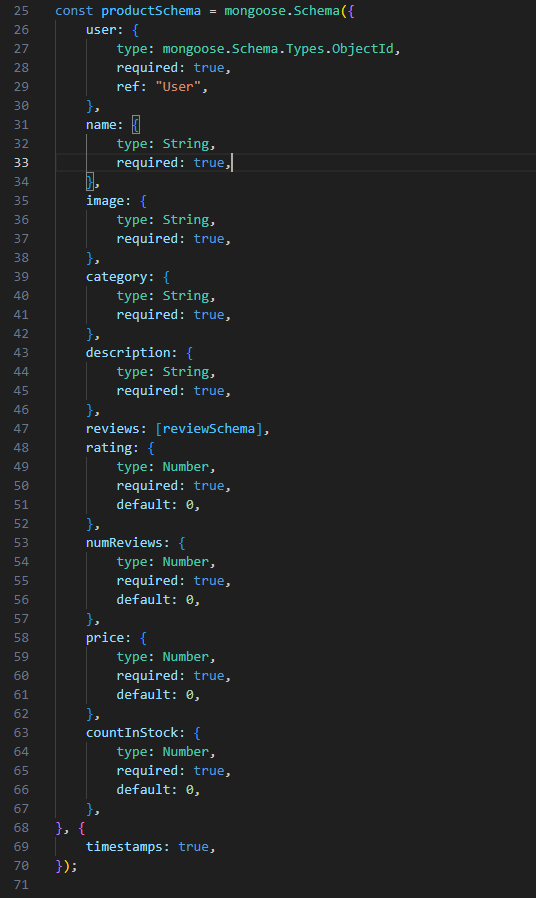 25 const productSchema = mongoose.Schema({
26     user: {
27         type: mongoose.Schema.Types.ObjectId,
28         required: true,
29         ref: "User",
30     },
31     name: {
32         type: String,
33         required: true,
34     },
35     image: {
36         type: String,
37         required: true,
38     },
39     category: {
40         type: String,
41         required: true,
42     },
43     description: {
44         type: String,
45         required: true,
46     },
47     reviews: [reviewSchema],
48     rating: {
49         type: Number,
50         required: true,
51         default: 0,
52     },
53     numReviews: {
54         type: Number,
55         required: true,
56         default: 0,
57     },
58     price: {
59         type: Number,
60         required: true,
61         default: 0,
62     },
63     countInStock: {
64         type: Number,
65         required: true,
66         default: 0,
67     },
68 }, {
69     timestamps: true,
70 });
71